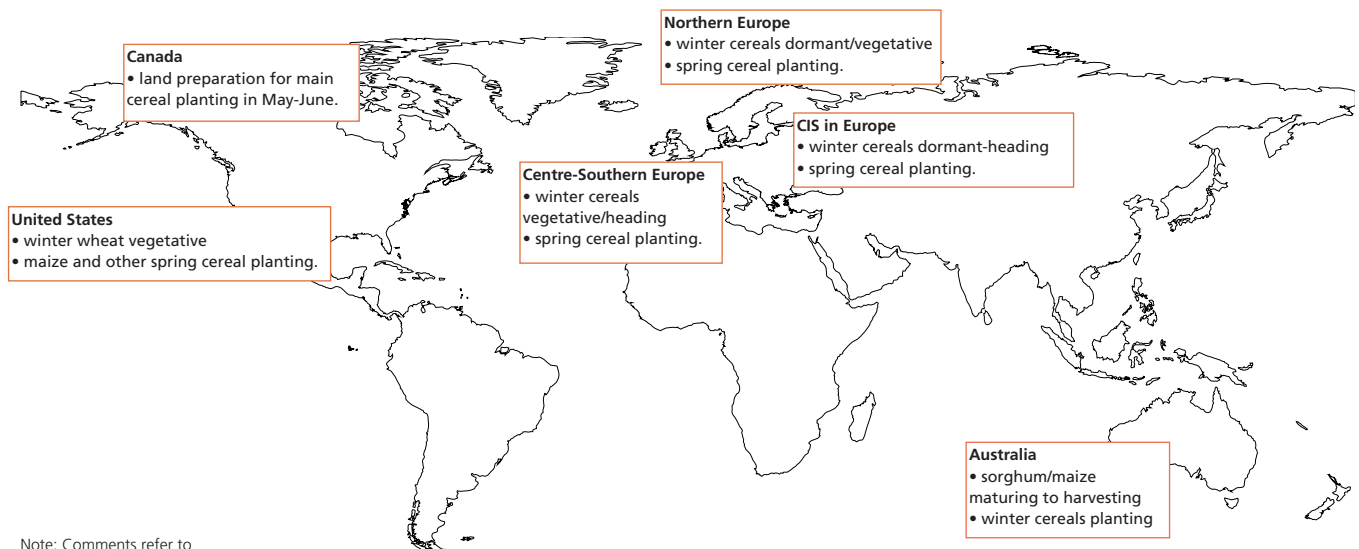 Northern Europe
• winter cereals dormant/vegetative
• spring cereal planting.
Canada
• land preparation for main
cereal planting in May-June.
CIS in Europe
• winter cereals dormant-heading
• spring cereal planting.
Centre-Southern Europe
• winter cereals
vegetative/heading
• spring cereal planting.
United States
• winter wheat vegetative
• maize and other spring cereal planting.
Australia
• sorghum/maize
maturing to harvesting
• winter cereals planting
Note: Comments refer to